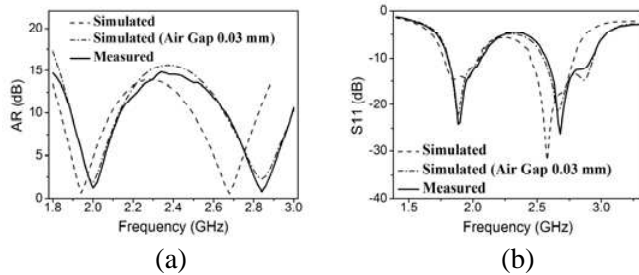 Simulated
Simulated (Air Gap 0.03 mm)
Measured
AR (dB)
20
15
10
5
0
1.8 2.0 2.2 2.4 2.6 2.8 3.0
Frequency (GHz)
(a)
S11 (dB)
0
-10
-20
-30
-40
Simulated
Simulated (Air Gap 0.03 mm)
Measured
1.5 2.0 2.5 3.0
Frequency (GHz)
(b)